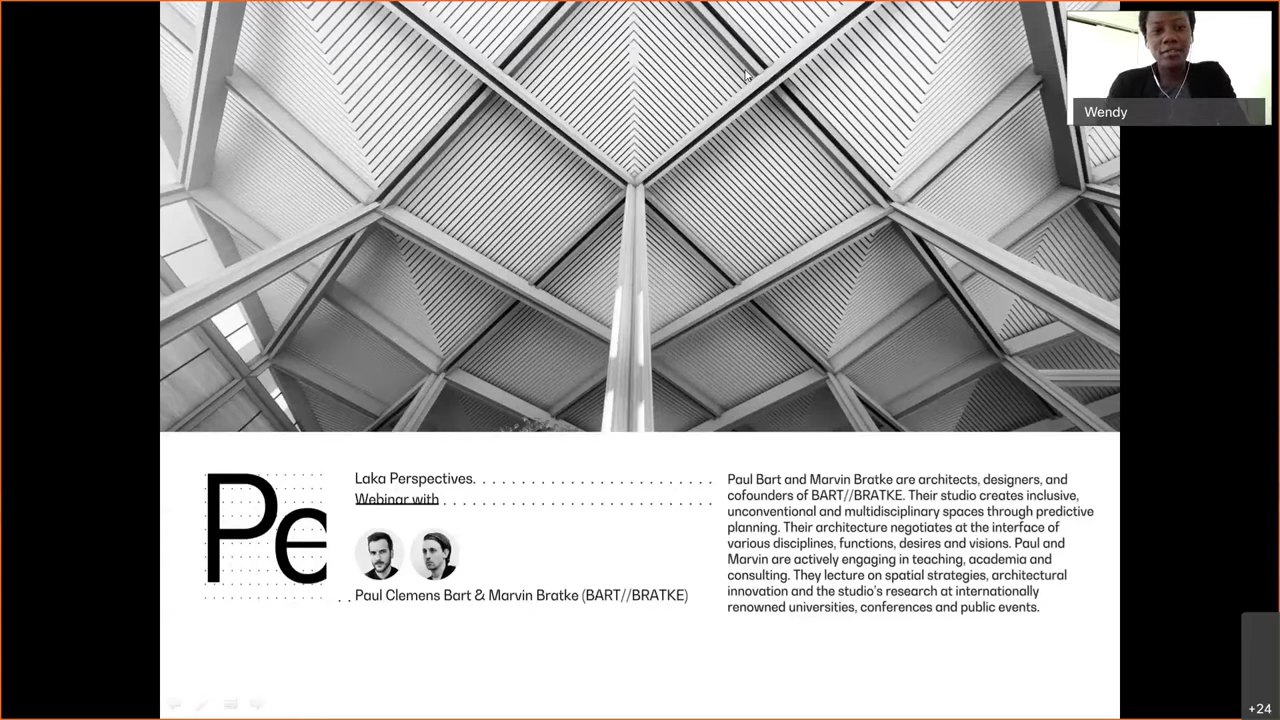 Wendy
Pe
Laka Perspectives. . . . . . . . . . . . . . . . . . . . . . . . . . . .
Webinar with . . . . . . . . . . . . . . . . . . . . . . . . . . . . . . .
. . Paul Clemens Bart & Marvin Bratke (BART//BRATKE)
Paul Bart and Marvin Bratke are architects, designers, and
cofounders of BART//BRATKE. Their studio creates inclusive,
unconventional and multidisciplinary spaces through predictive
planning. Their architecture negotiates at the interface of
various disciplines, functions, desires and visions. Paul and
Marvin are actively engaging in teaching, academia and
consulting. They lecture on spatial strategies, architectural
innovation and the studio's research at internationally
renowned universities, conferences and public events.
+24